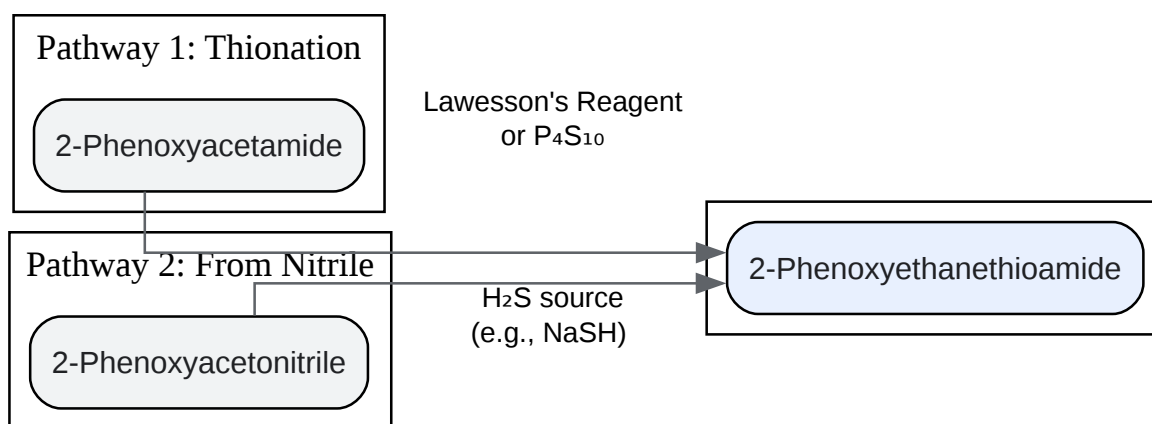 Pathway 1: Thionation
2-Phenoxyacetamide
Lawesson's Reagent
or P₄S₁₀
Pathway 2: From Nitrile
2-Phenoxyacetonitrile
H₂S source
(e.g., NaSH)
2-Phenoxyethanethioamide